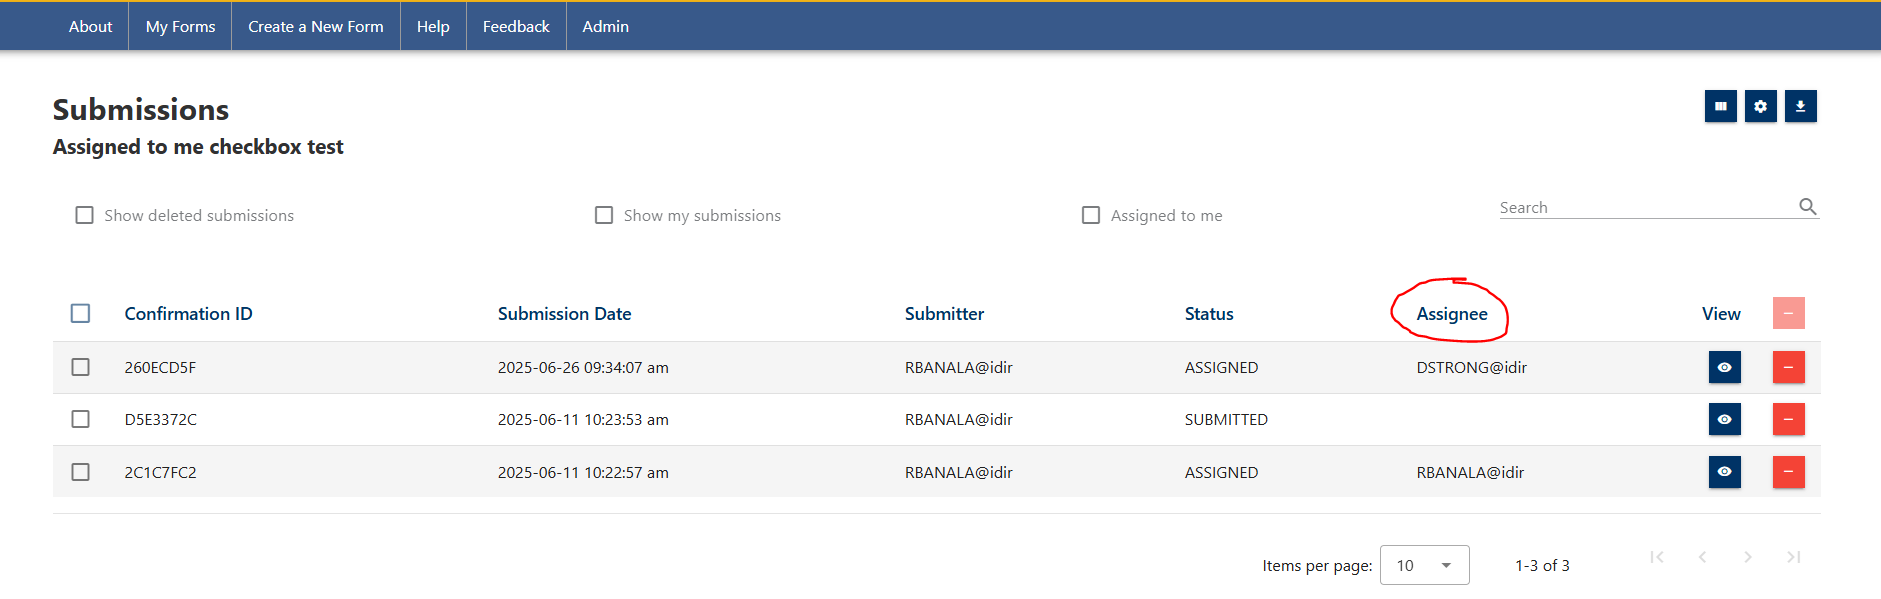 About My Forms Create a New Form Help Feedback Admin
Submissions
Assigned to me checkbox test
Show deleted submissions Show my submissions Assigned to me Search
Confirmation ID Submission Date Submitter Status Assignee View
260ECD5F 2025-06-26 09:34:07 am RBANALA@idir ASSIGNED DSTRONG@idir
D5E3372C 2025-06-11 10:23:53 am RBANALA@idir SUBMITTED
2C1C7FC2 2025-06-11 10:22:57 am RBANALA@idir ASSIGNED RBANALA@idir
Items per page: 10 1-3 of 3